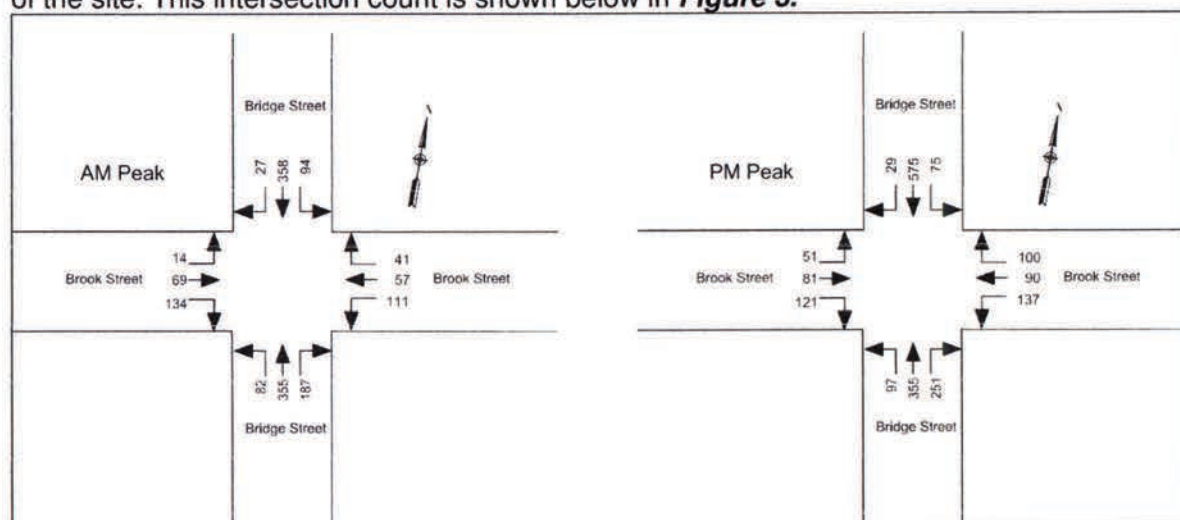 of the site. This intersection count is shown below in Figure 3.
Bridge Street
AM Peak
27
358
94
14
69
134
Brook Street
41
57
111
Brook Street
82
355
187
Bridge Street
Bridge Street
PM Peak
29
575
75
51
81
121
Brook Street
100
90
137
Brook Street
97
355
251
Bridge Street